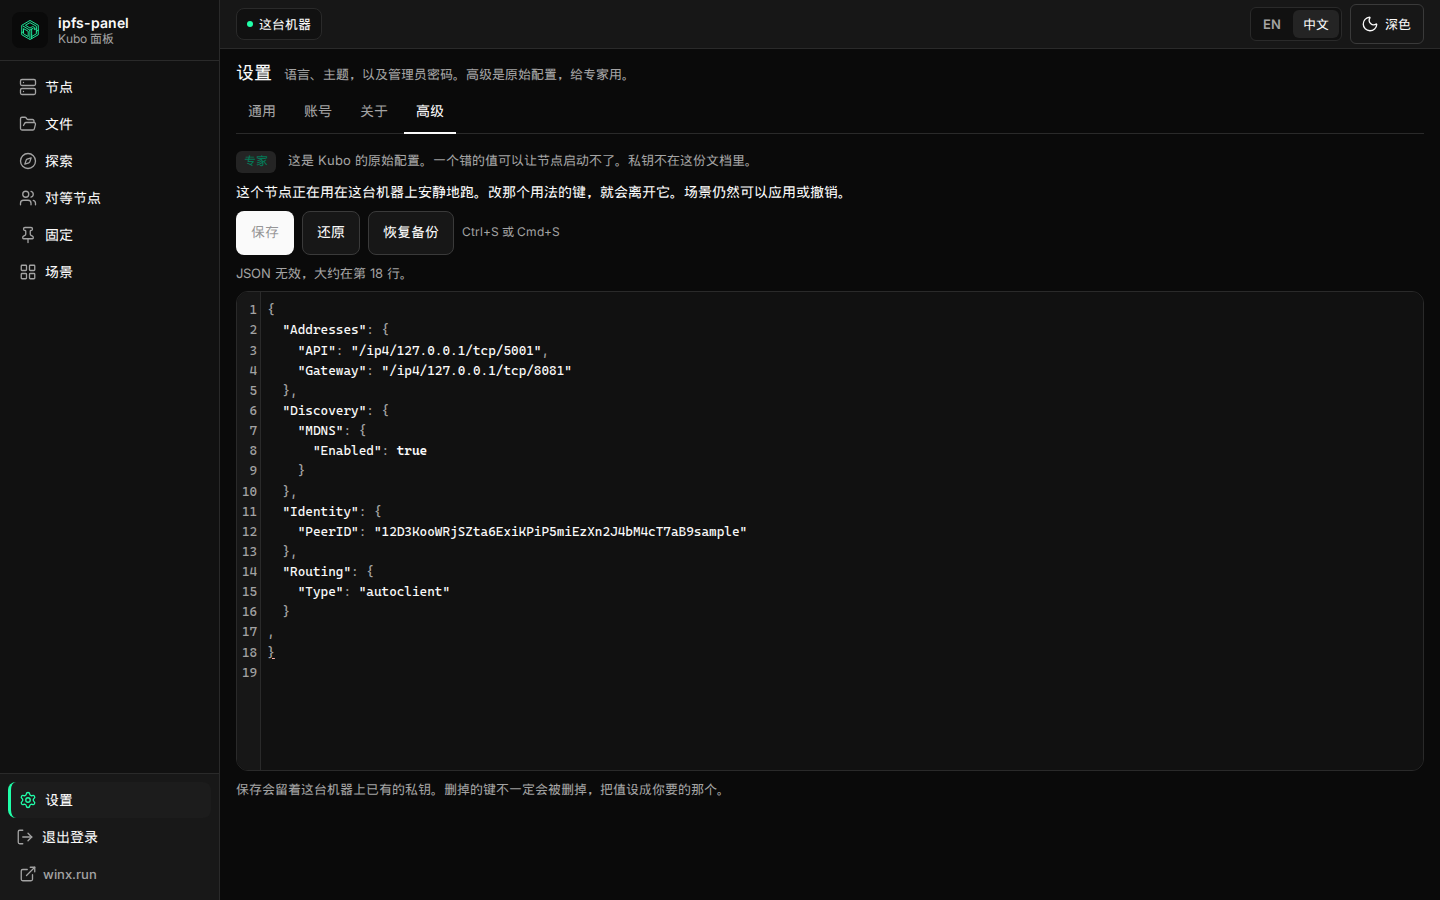 ipfs-panel
Kubo 面板
节点
文件
探索
对等节点
固定
场景
设置
退出登录
winx.run
这台机器
EN 中文 深色
设置 语言、主题，以及管理员密码。高级是原始配置，给专家用。
通用 账号 关于 高级
专家 这是 Kubo 的原始配置。一个错的值可以让节点启动不了。私钥不在这份文档里。
这个节点正在用在这台机器上安静地跑。改那个用法的键，就会离开它。场景仍然可以应用或撤销。
保存 还原 恢复备份 Ctrl+S 或 Cmd+S
JSON 无效，大约在第 18 行。
1 {
2 "Addresses": {
3 "API": "/ip4/127.0.0.1/tcp/5001",
4 "Gateway": "/ip4/127.0.0.1/tcp/8081"
5 },
6 "Discovery": {
7 "MDNS": {
8 "Enabled": true
9 }
10 },
11 "Identity": {
12 "PeerID": "12D3KooWRjSZta6ExiKPiP5miEzXn2J4bM4cT7aB9sample"
13 },
14 "Routing": {
15 "Type": "autoclient"
16 }
17 ,
18 }
19
保存会留着这台机器上已有的私钥。删掉的键不一定会被删掉，把值设成你要的那个。